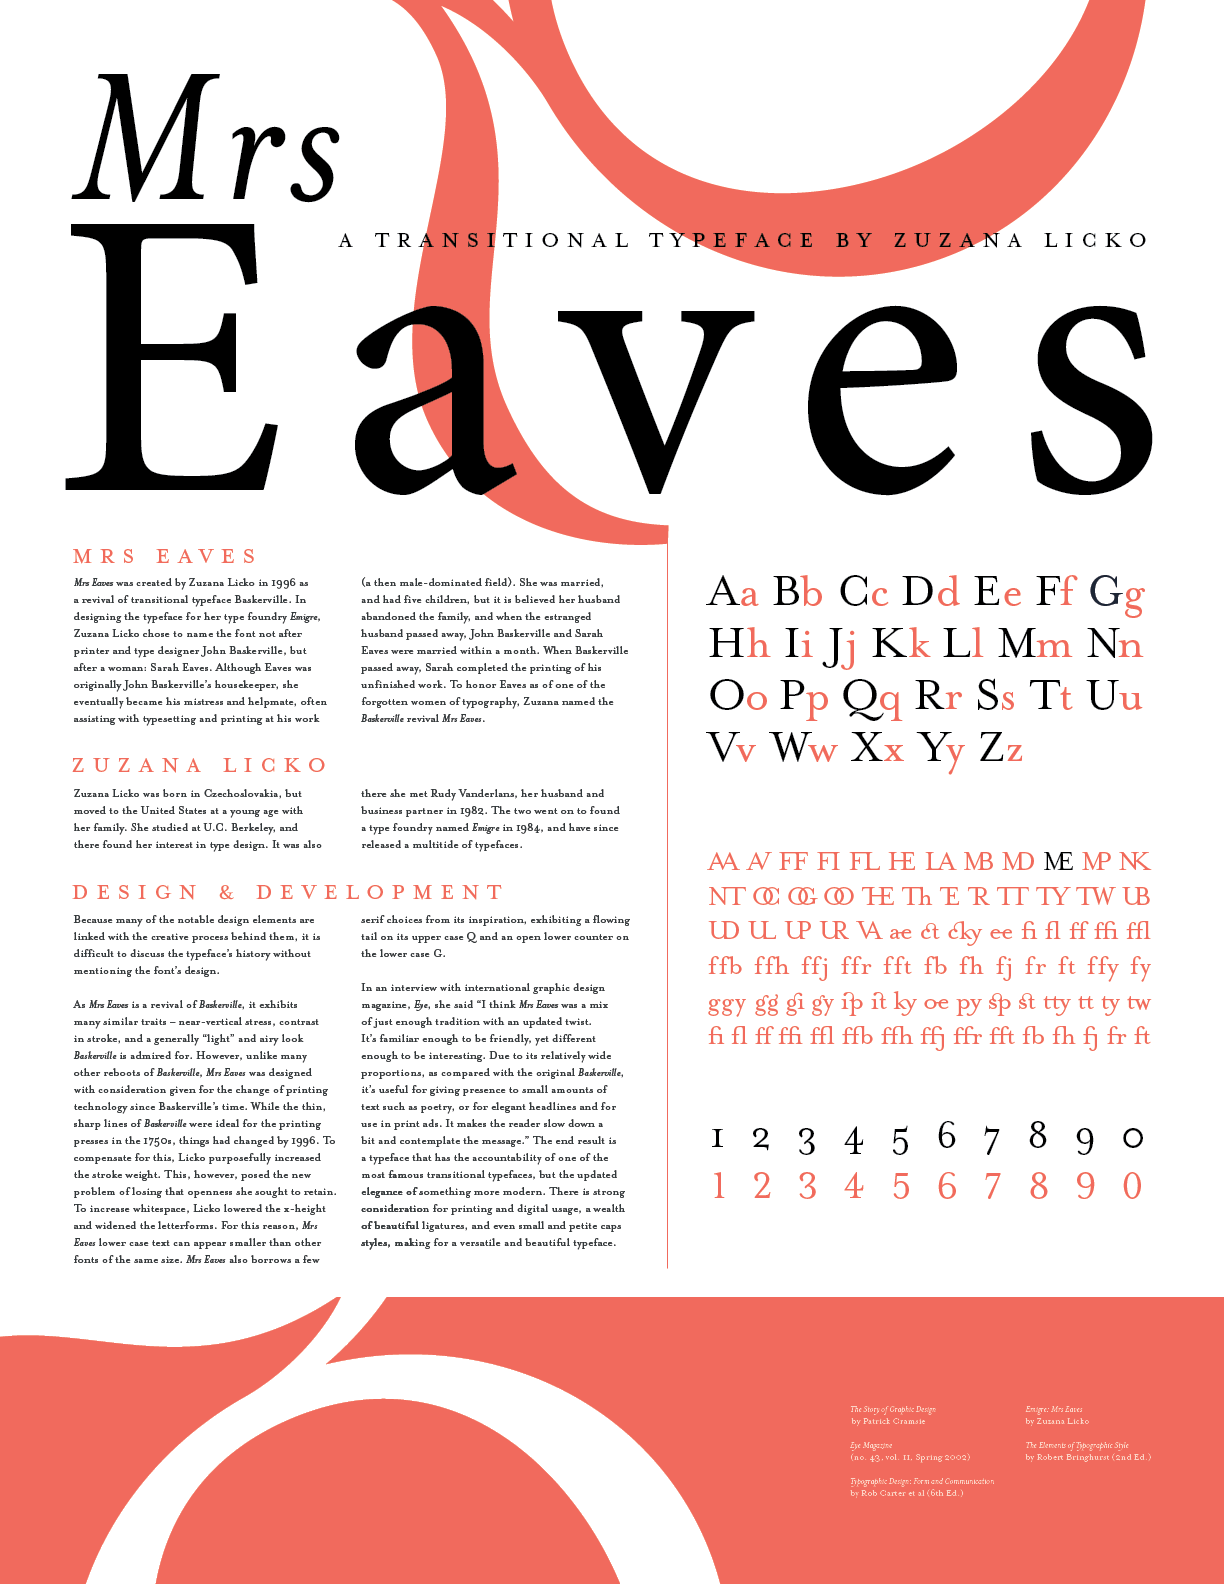 Mrs
Eaves
A TRANSITIONAL TYPEFACE BY ZUZANA LICKO
MRS EAVES
Mrs Eaves was created by Zuzana Licko in 1996 as
a revival of transitional typeface Baskerville. In
designing the typeface for her type foundry Emigre,
Zuzana Licko chose to name the font not after
printer and type designer John Baskerville, but
after a woman: Sarah Eaves. Although Eaves was
originally John Baskerville's housekeeper, she
eventually became his mistress and helpmate, often
assisting with typesetting and printing at his work
(a then male-dominated field). She was married,
and had five children, but it is believed her husband
abandoned the family, and when the estranged
husband passed away, John Baskerville and Sarah
Eaves were married within a month. When Baskerville
passed away, Sarah completed the printing of his
unfinished work. To honor Eaves as of one of the
forgotten women of typography, Zuzana named the
Baskerville revival Mrs Eaves.
ZUZANA LICKO
Zuzana Licko was born in Czechoslovakia, but
moved to the United States at a young age with
her family. She studied at U.C. Berkeley, and
there found her interest in type design. It was also
there she met Rudy Vanderlans, her husband and
business partner in 1982. The two went on to found
a type foundry named Emigre in 1984, and have since
released a multitide of typefaces.
DESIGN & DEVELOPMENT
Because many of the notable design elements are
linked with the creative process behind them, it is
difficult to discuss the typeface's history without
mentioning the font's design.
As Mrs Eaves is a revival of Baskerville, it exhibits
many similar traits – near-vertical stress, contrast
in stroke, and a generally "light" and airy look
Baskerville is admired for. However, unlike many
other reboots of Baskerville, Mrs Eaves was designed
with consideration given for the change of printing
technology since Baskerville's time. While the thin,
sharp lines of Baskerville were ideal for the printing
presses in the 1750s, things had changed by 1996. To
compensate for this, Licko purposefully increased
the stroke weight. This, however, posed the new
problem of losing that openness she sought to retain.
To increase whitespace, Licko lowered the x-height
and widened the letterforms. For this reason, Mrs
Eaves lower case text can appear smaller than other
fonts of the same size. Mrs Eaves also borrows a few
serif choices from its inspiration, exhibiting a flowing
tail on its upper case Q and an open lower counter on
the lower case G.
In an interview with international graphic design
magazine, Eye, she said "I think Mrs Eaves was a mix
of just enough tradition with an updated twist.
It's familiar enough to be friendly, yet different
enough to be interesting. Due to its relatively wide
proportions, as compared with the original Baskerville,
it's useful for giving presence to small amounts of
text such as poetry, or for elegant headlines and for
use in print ads. It makes the reader slow down a
bit and contemplate the message." The end result is
a typeface that has the accountability of one of the
most famous transitional typefaces, but the updated
elegance of something more modern. There is strong
consideration for printing and digital usage, a wealth
of beautiful ligatures, and even small and petite caps
styles, making for a versatile and beautiful typeface.
Aa Bb Cc Dd Ee Ff Gg
Hh Ii Jj Kk Ll Mm Nn
Oo Pp Qq Rr Ss Tt Uu
Vv Ww Xx Yy Zz
AA AV FF FI FL HE LA MB MD ME MP NK
NT OC OG OO THE Th TE TR TT TY TW UB
UD UL UP UR VA ae ct cky ee fi fl ff ffi ffl
ffb ffh ffj ffr fft fb fh fj fr ft ffy fy
ggy gg gi gy ip it ky oe py sp st tty tt ty tw
fi fl ff ffi ffl ffb ffh ffj ffr fft fb fh fj fr ft
1 2 3 4 5 6 7 8 9 0
1 2 3 4 5 6 7 8 9 0
The Story of Graphic Design
by Patrick Cramsie
Eye Magazine
(no. 43, vol. 11, Spring 2002)
Typographic Design: Form and Communication
by Rob Carter et al (6th Ed.)
Emigre: Mrs Eaves
by Zuzana Licko
The Elements of Typographic Style
by Robert Bringhurst (2nd Ed.)